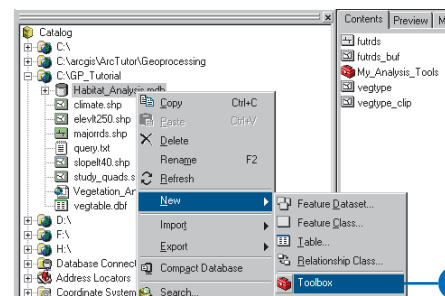 Contents Preview
Catalog
C:\
C:\arcgis\ArcTutor\Geoprocessing
C:\GP_Tutorial
Habitat_Analysis.mdb
climate.shp
elevlt250.shp
majorrds.shp
query.txt
slopelt40.shp
study_quads.s
Vegetation_An
vegtable.dbf
D:\
F:\
H:\
Database Connect
Address Locators
Coordinate System
Copy Ctrl+C
Paste Ctrl+V
Delete
Rename F2
Refresh
New
Import
Export
Compact Database
Search...
Feature Dataset...
Feature Class...
Table...
Relationship Class...
Toolbox
futrds
futrds_buf
My_Analysis_Tools
vegtype
vegtype_clip